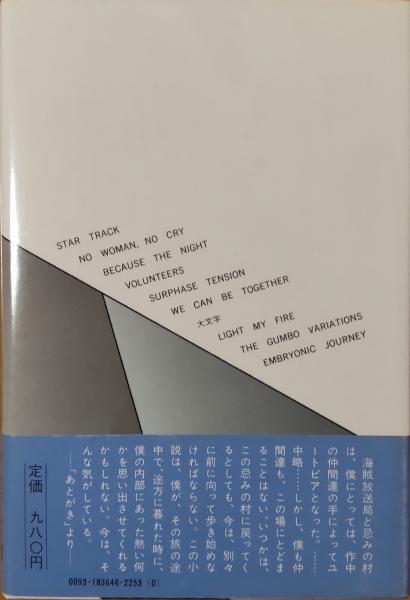 STAR TRACK
NO WOMAN, NO CRY
BECAUSE THE NIGHT
VOLUNTEERS
SURPHASE TENSION
WE CAN BE TOGETHER
大文字
LIGHT MY FIRE
THE GUMBO VARIATIONS
EMBRYONIC JOURNEY
海賊放送局と忌みの村
は、僕にとっては、作中
の仲間達の手によってユ
ートピアとなった。……
中略……しかし、僕も仲
間達も、この場にとどま
ることはない。いつかは、
この忌みの村に戻ってく
るとしても、今は、別々
に前に向って歩き始めな
ければならない。この小
説は、僕が、その旅の途
中で、途方に暮れた時に、
僕の内部にあった熱い何
かを思い出させてくれる
かもしれない。今は、そ
んな気がしている。
──「あとがき」より──
定価 九八〇円
0093-183646-2253 (0)